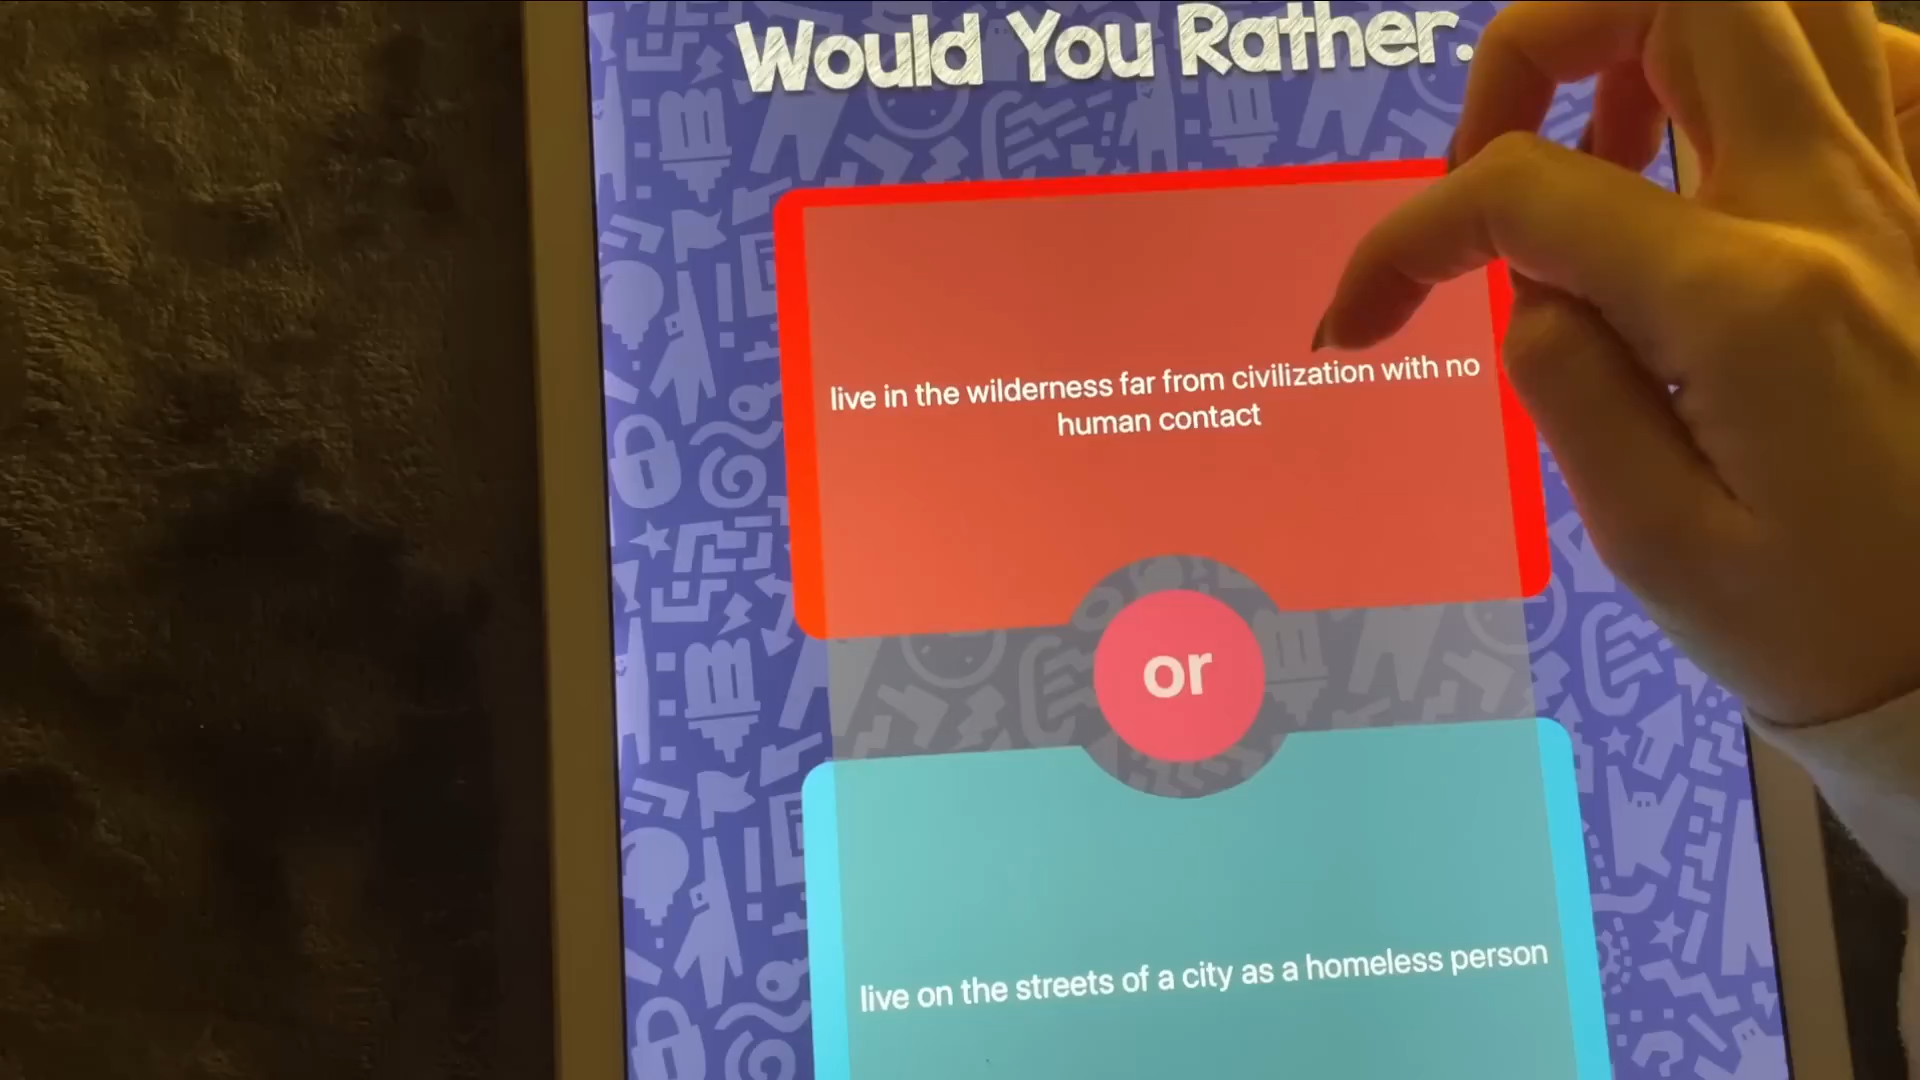 Would You Rather.
live in the wilderness far from civilization with no
human contact
or
live on the streets of a city as a homeless person